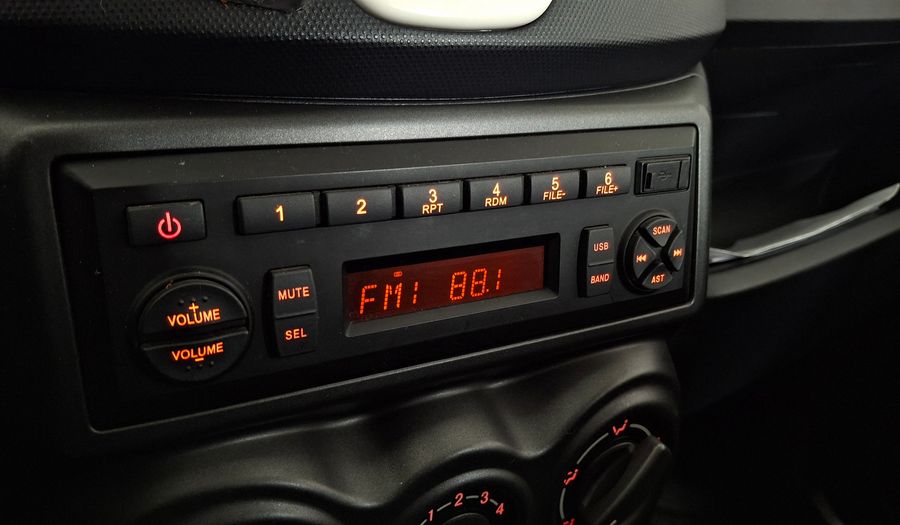 1
2
3
RPT
4
RDM
5
FILE-
6
FILE+
VOLUME +
VOLUME -
MUTE
SEL
FM1 88.1
USB
BAND
SCAN
AST
1 2 3 4